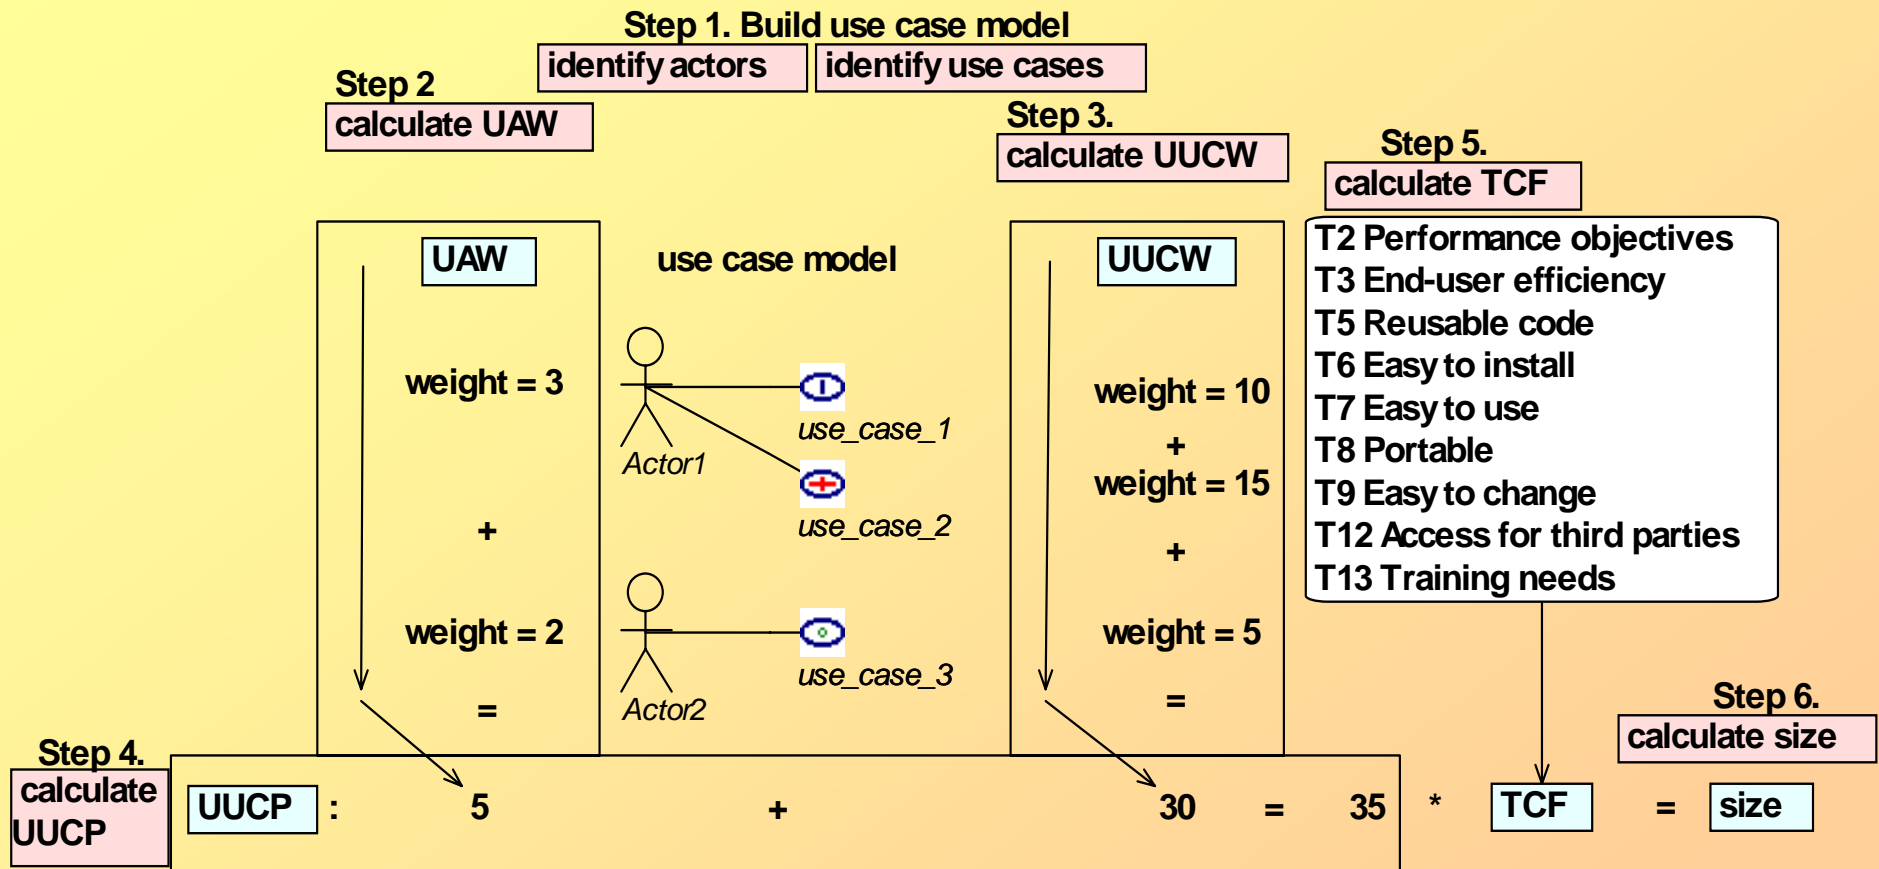 Step 1. Build use case model
identify actors
identify use cases
Step 2
calculate UAW
Step 3.
calculate UUCW
Step 5.
calculate TCF
UAW
use case model
UUCW
T2 Performance objectives
T3 End-user efficiency
T5 Reusable code
T6 Easy to install
T7 Easy to use
T8 Portable
T9 Easy to change
T12 Access for third parties
T13 Training needs
weight = 3
Actor1
use_case_1
use_case_2
weight = 10
+
weight = 15
+
+
weight = 2
Actor2
use_case_3
weight = 5
=
=
Step 6.
calculate size
Step 4.
calculate
UUCP
UUCP : 5 + 30 = 35 * TCF = size